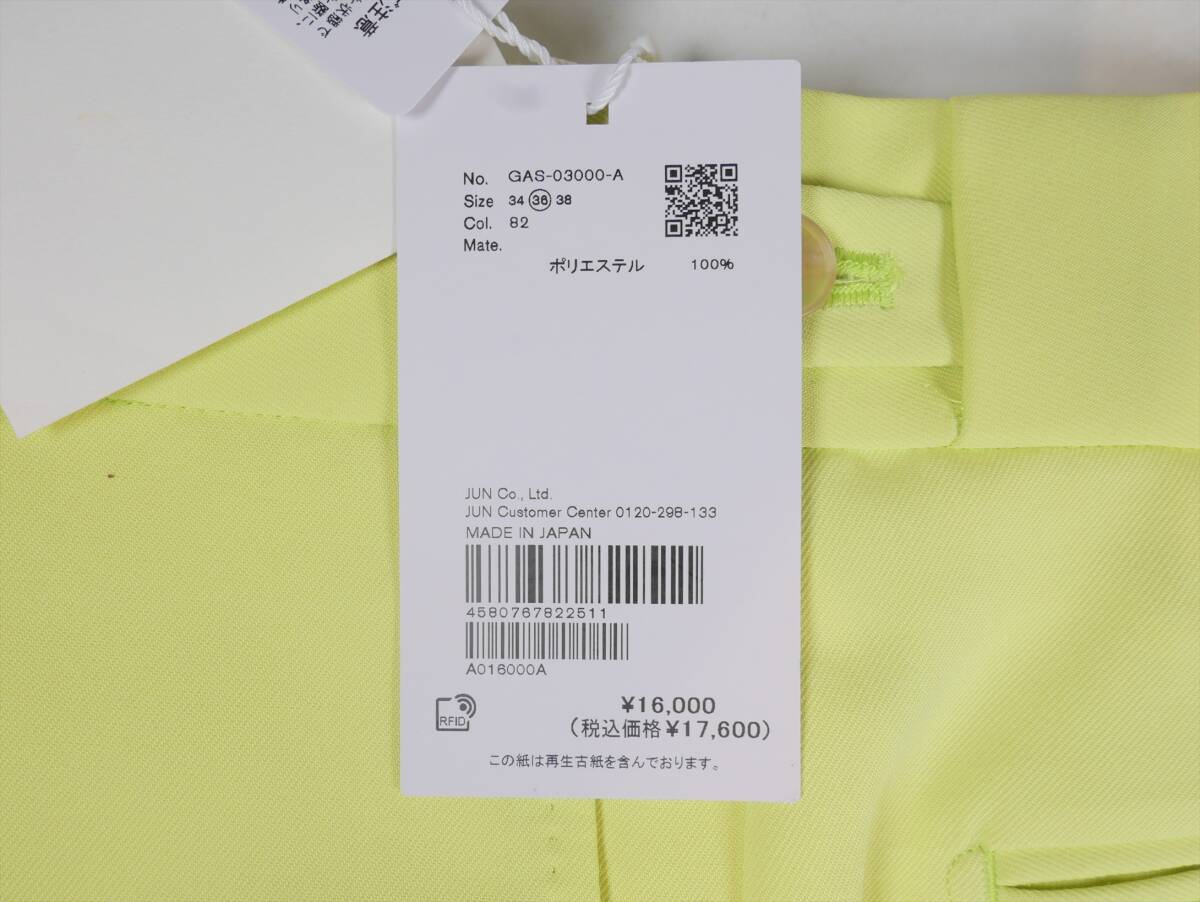 注意
No. GAS-03000-A
Size 34 36 38
Col. 82
Mate.
ポリエステル 100%
JUN Co., Ltd.
JUN Customer Center 0120-298-133
MADE IN JAPAN
4580767822511
A016000A
RFID
¥16,000
(税込価格¥17,600)
この紙は再生古紙を含んでおります。